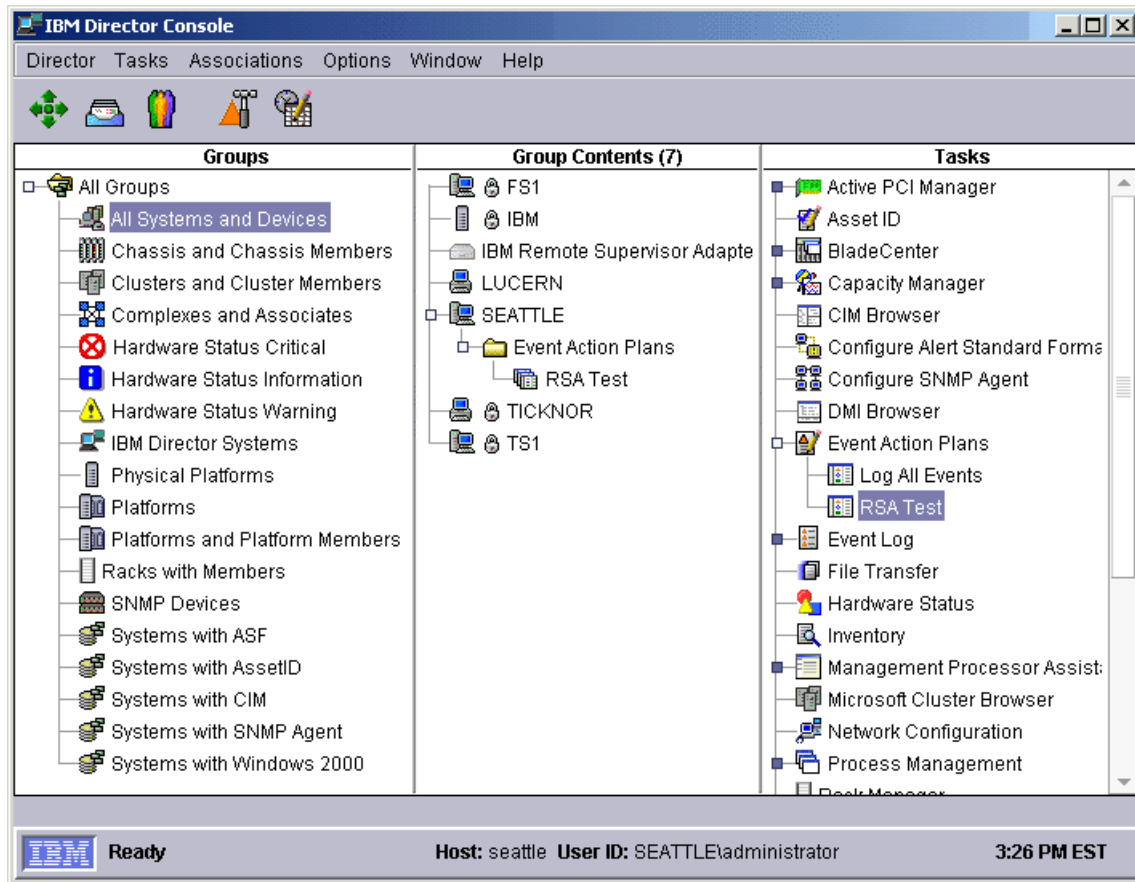 IBM Director Console
Director Tasks Associations Options Window Help
Groups
All Groups
All Systems and Devices
Chassis and Chassis Members
Clusters and Cluster Members
Complexes and Associates
Hardware Status Critical
Hardware Status Information
Hardware Status Warning
IBM Director Systems
Physical Platforms
Platforms
Platforms and Platform Members
Racks with Members
SNMP Devices
Systems with ASF
Systems with AssetID
Systems with CIM
Systems with SNMP Agent
Systems with Windows 2000
Group Contents (7)
FS1
IBM
IBM Remote Supervisor Adapte
LUCERN
SEATTLE
Event Action Plans
RSA Test
TICKNOR
TS1
Tasks
Active PCI Manager
Asset ID
BladeCenter
Capacity Manager
CIM Browser
Configure Alert Standard Forma
Configure SNMP Agent
DMI Browser
Event Action Plans
Log All Events
RSA Test
Event Log
File Transfer
Hardware Status
Inventory
Management Processor Assist
Microsoft Cluster Browser
Network Configuration
Process Management
Rack Manager
IBM Ready Host: seattle User ID: SEATTLE\administrator 3:26 PM EST